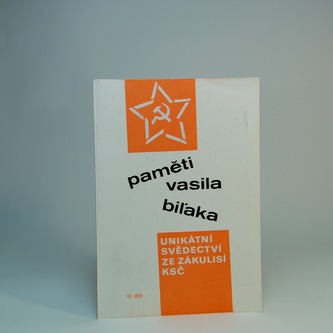 paměti
vasila
biľaka
UNIKÁTNÍ
SVĚDECTVÍ
ZE ZÁKULISÍ
KSČ